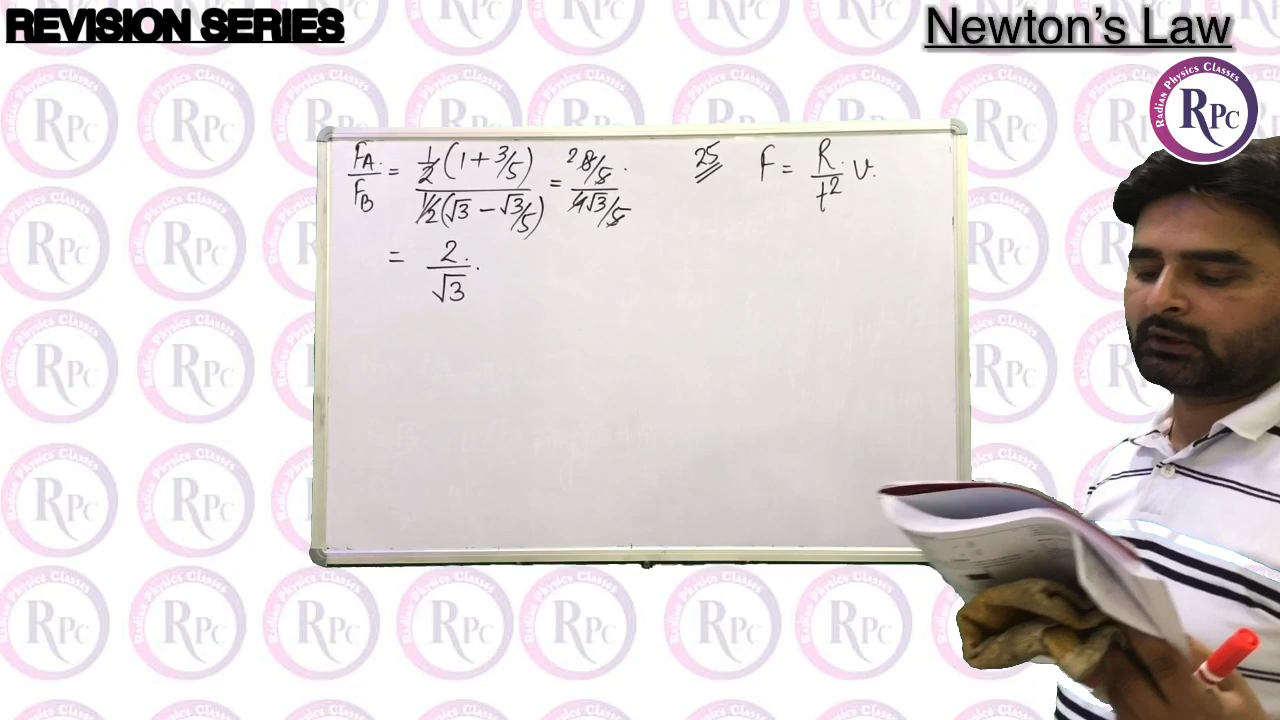 REVISION SERIES
Newton's Law
Radian Physics Classes
RPC
FA/FB = ½(1 + 3/5) / ½(√3 − √3/5) = 2 8/5 / 4√3/5
= 2/√3
25 F = R/t² v.